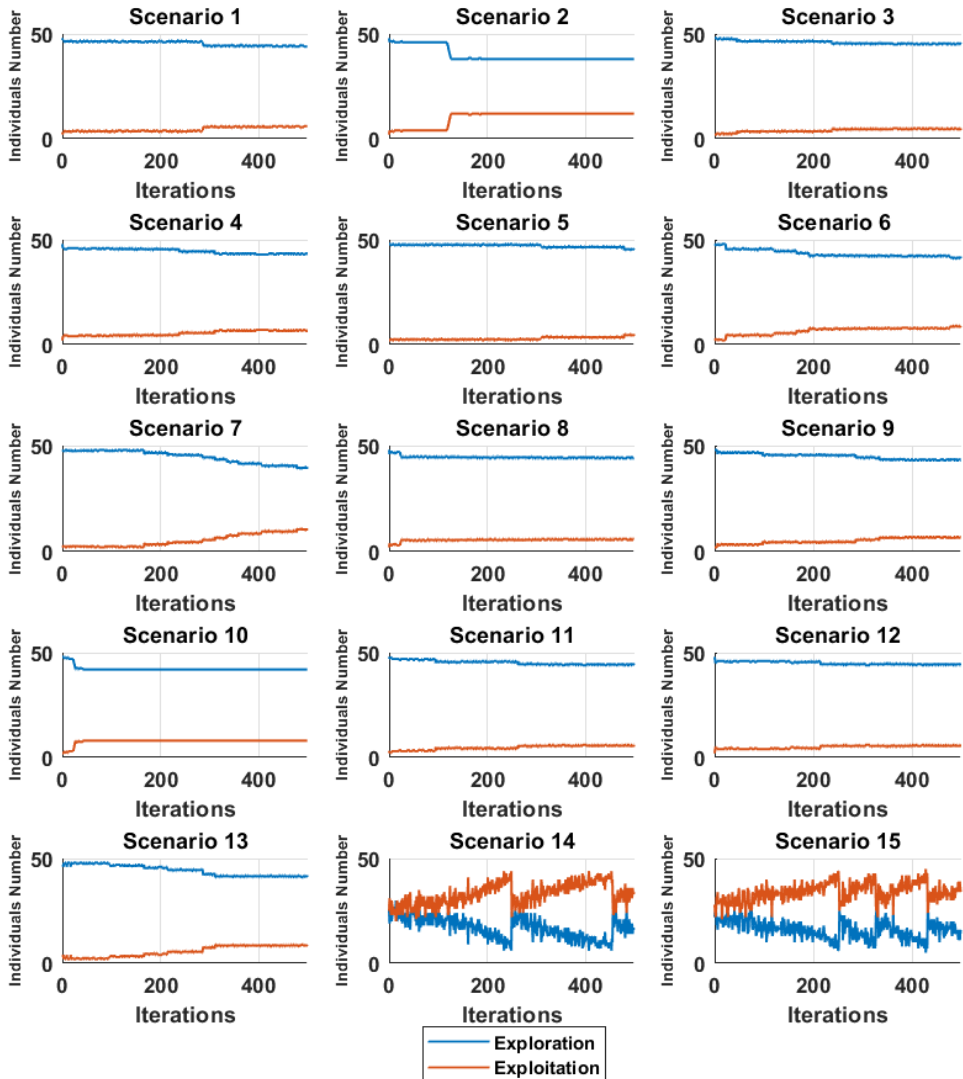 Scenario 1
Individuals Number
50
0
0 200 400
Iterations
Scenario 2
Individuals Number
50
0
0 200 400
Iterations
Scenario 3
Individuals Number
50
0
0 200 400
Iterations
Scenario 4
Individuals Number
50
0
0 200 400
Iterations
Scenario 5
Individuals Number
50
0
0 200 400
Iterations
Scenario 6
Individuals Number
50
0
0 200 400
Iterations
Scenario 7
Individuals Number
50
0
0 200 400
Iterations
Scenario 8
Individuals Number
50
0
0 200 400
Iterations
Scenario 9
Individuals Number
50
0
0 200 400
Iterations
Scenario 10
Individuals Number
50
0
0 200 400
Iterations
Scenario 11
Individuals Number
50
0
0 200 400
Iterations
Scenario 12
Individuals Number
50
0
0 200 400
Iterations
Scenario 13
Individuals Number
50
0
0 200 400
Iterations
Scenario 14
Individuals Number
50
0
0 200 400
Iterations
Scenario 15
Individuals Number
50
0
0 200 400
Iterations
Exploration
Exploitation